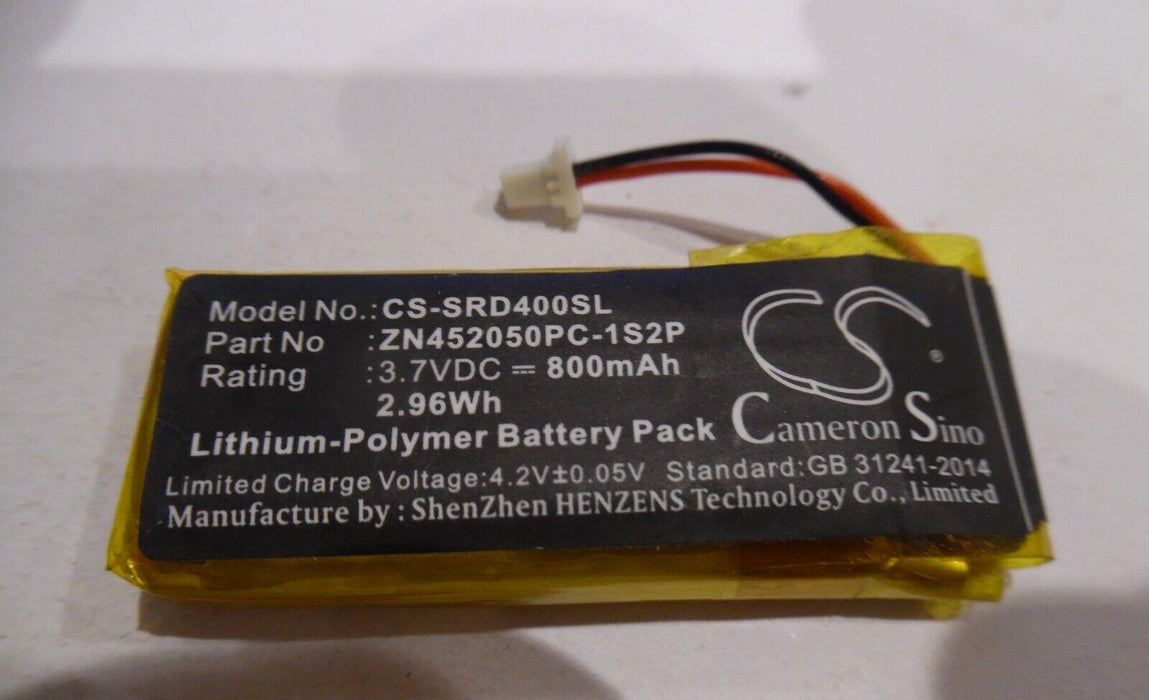 Model No.:CS-SRD400SL
Part No :ZN452050PC-1S2P
Rating :3.7VDC ⎓ 800mAh
2.96Wh
Lithium-Polymer Battery Pack
CS
®
Cameron Sino
Limited Charge Voltage:4.2V±0.05V Standard:GB 31241-2014
Manufacture by : ShenZhen HENZENS Technology Co., Limited